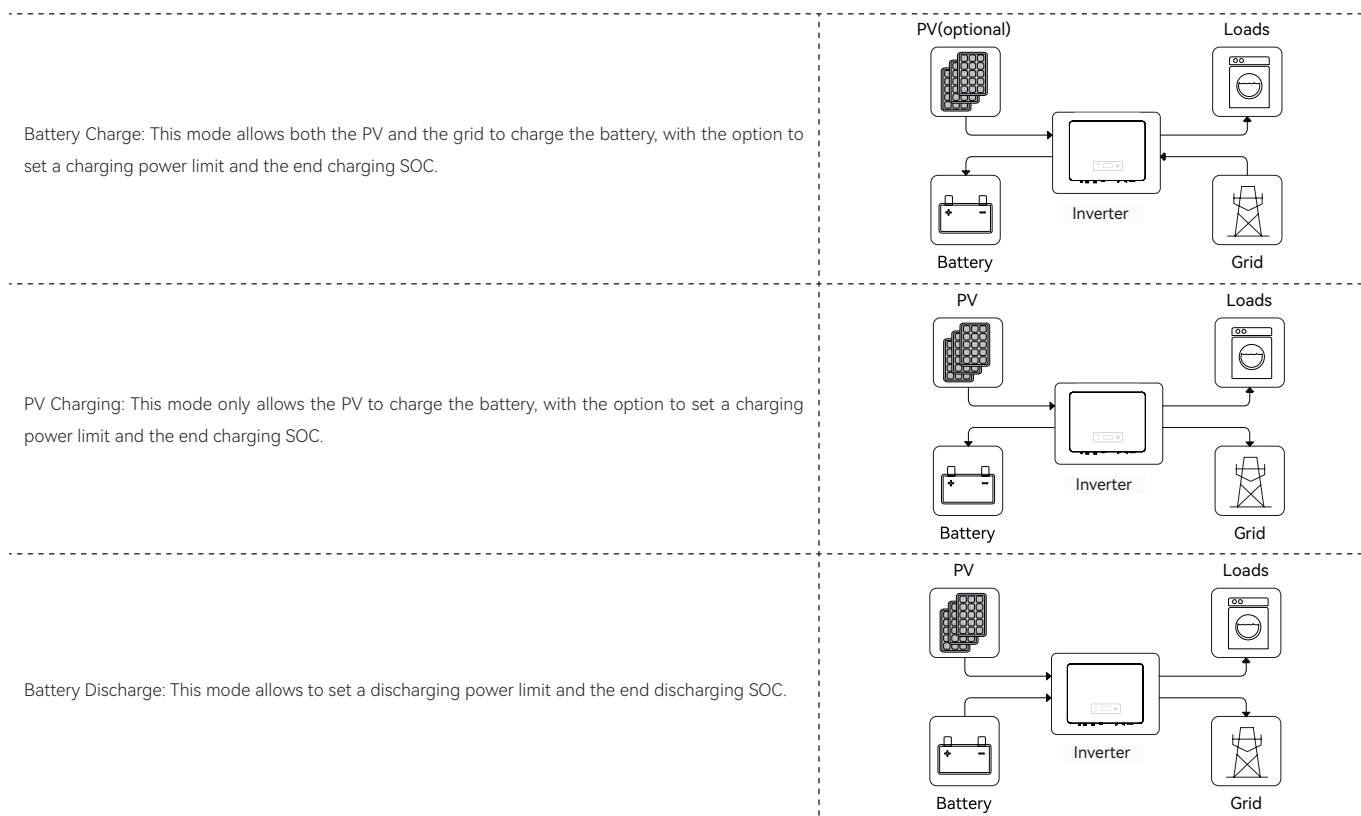 PV(optional)
Loads
Battery Charge: This mode allows both the PV and the grid to charge the battery, with the option to
set a charging power limit and the end charging SOC.
Inverter
Battery
Grid
PV
Loads
PV Charging: This mode only allows the PV to charge the battery, with the option to set a charging
power limit and the end charging SOC.
Inverter
Battery
Grid
PV
Loads
Battery Discharge: This mode allows to set a discharging power limit and the end discharging SOC.
Inverter
Battery
Grid